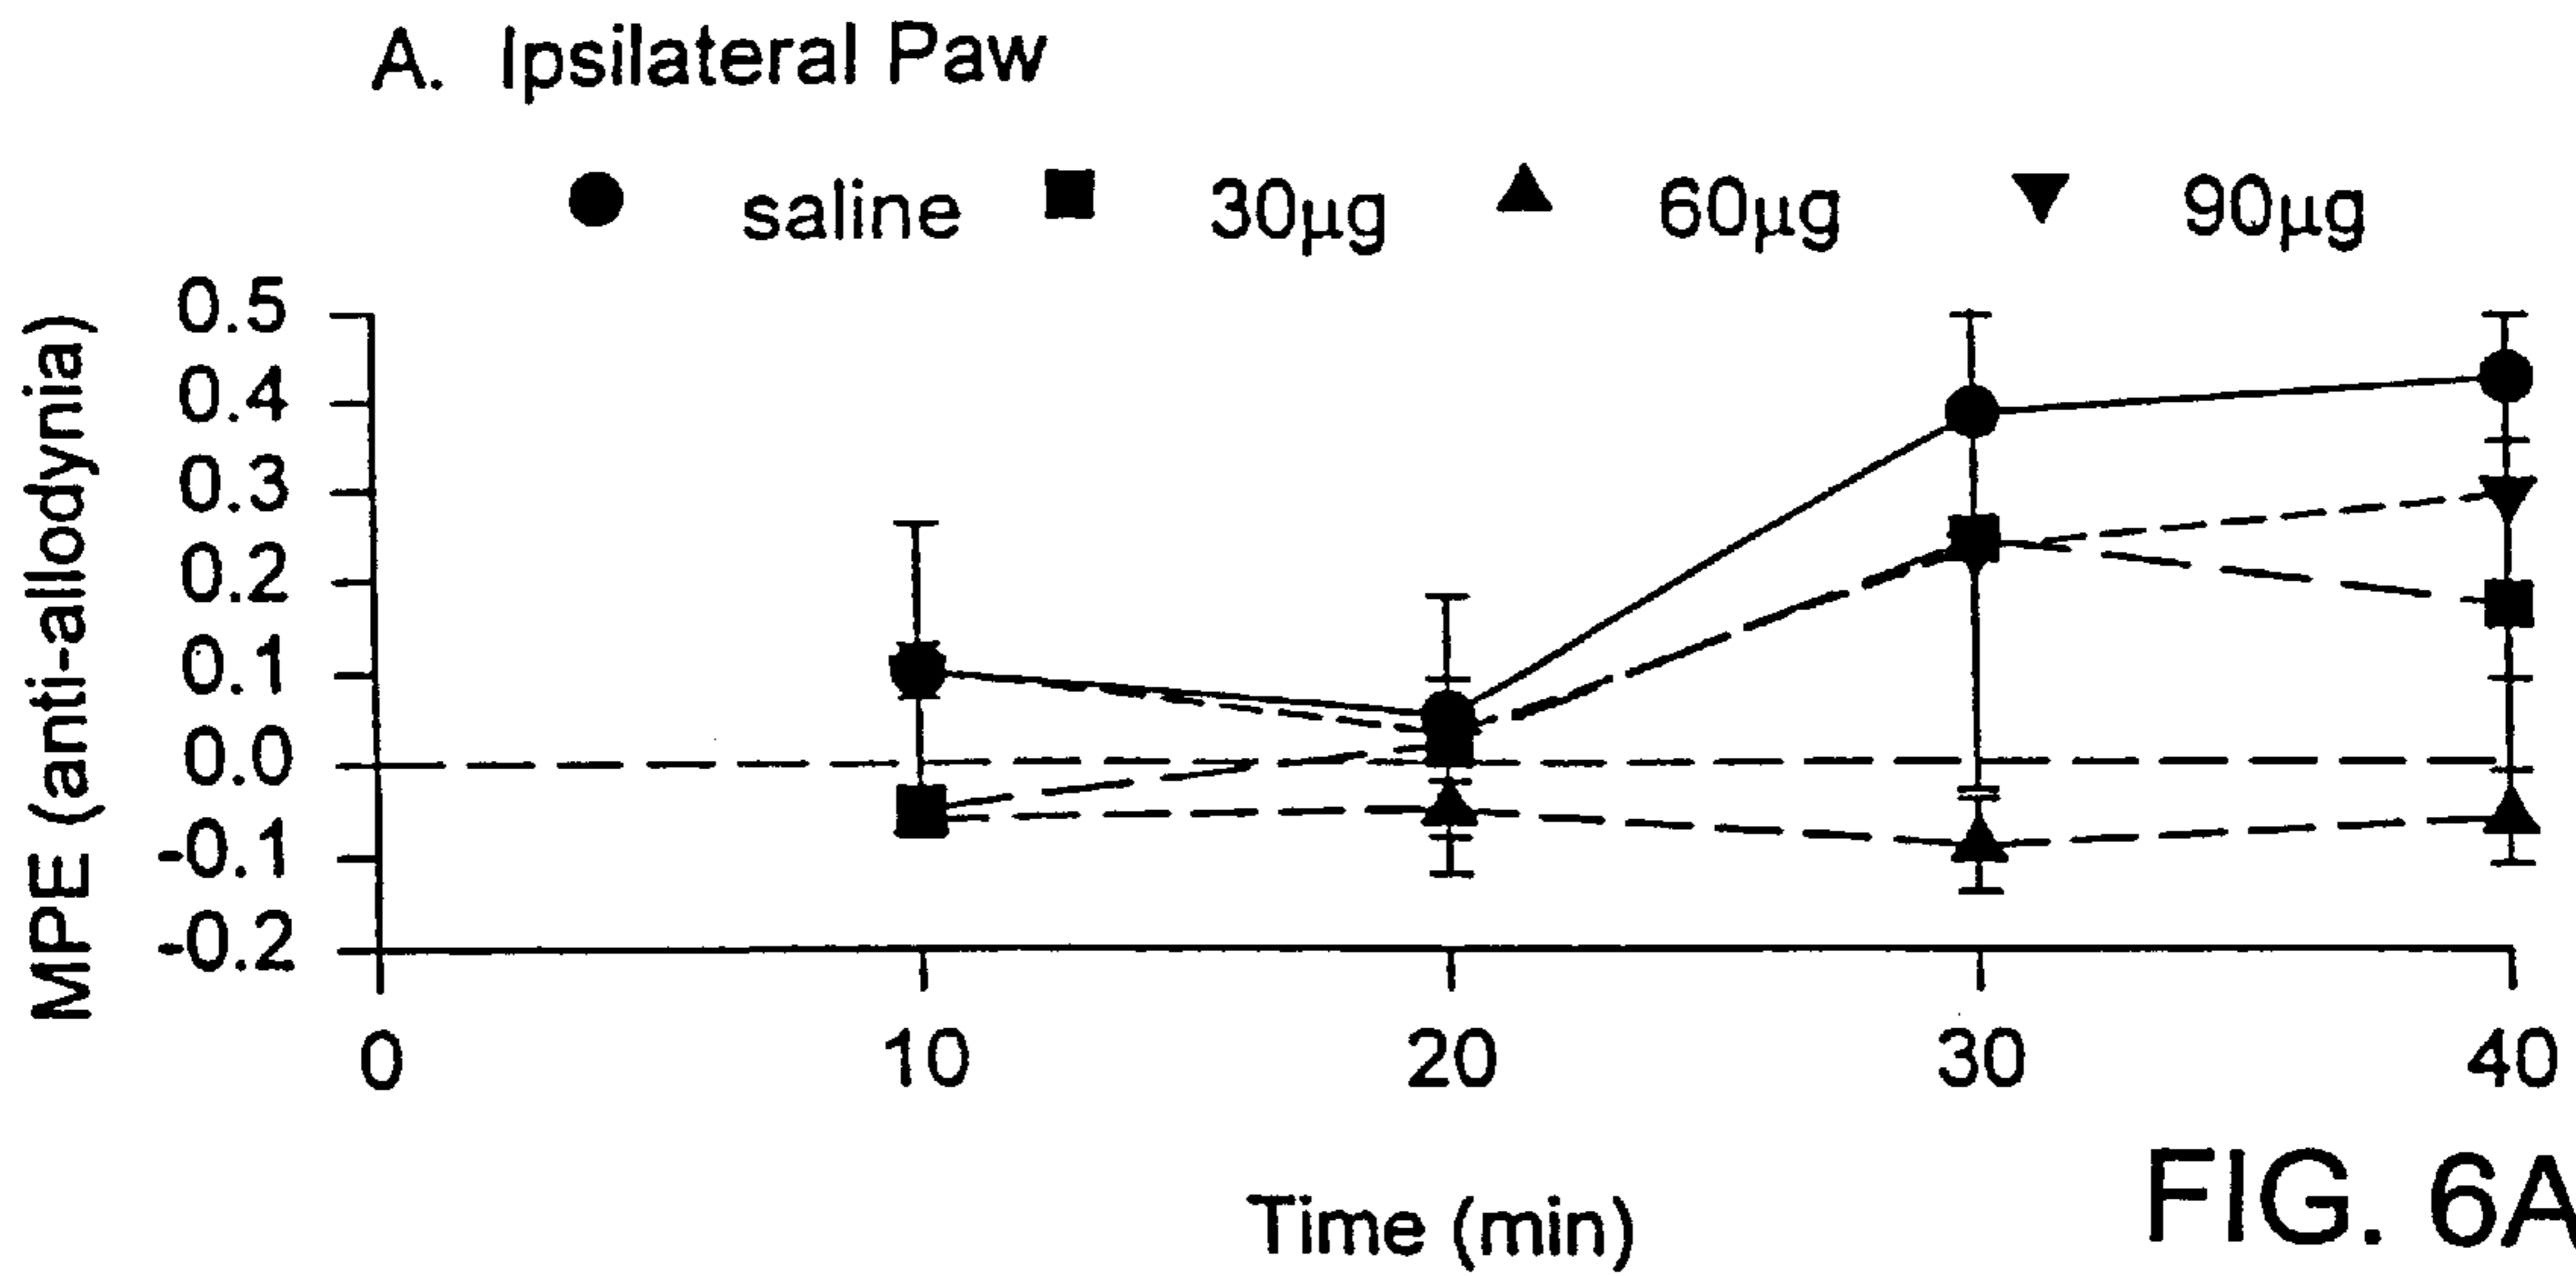 A. Ipsilateral Paw
saline 30μg 60μg 90μg
MPE (anti-allodynia)
0.5
0.4
0.3
0.2
0.1
0.0
-0.1
-0.2
0 10 20 30 40
Time (min)
FIG. 6A